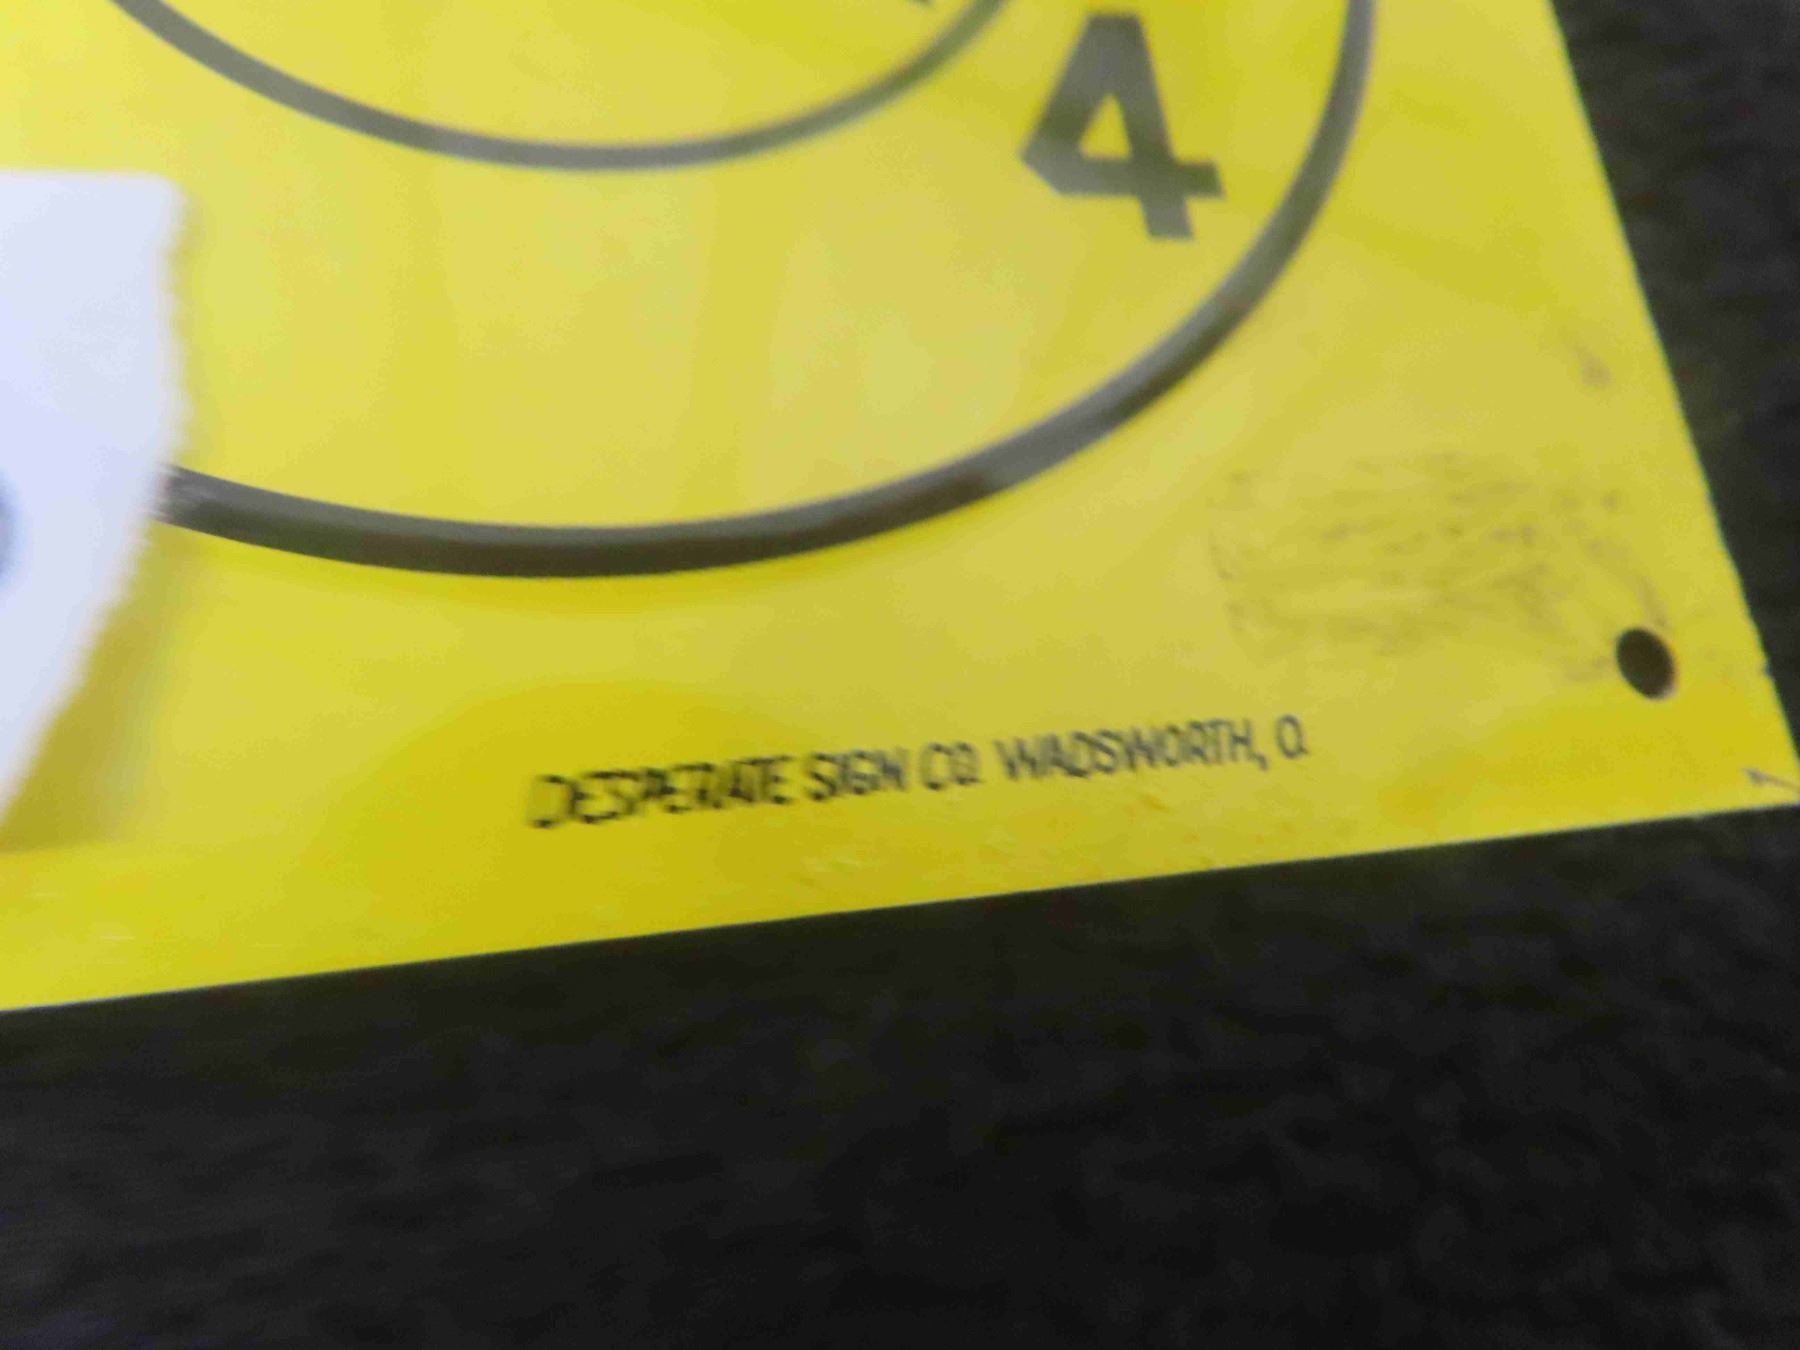 4
DESPERATE SIGN CO. WADSWORTH, O.